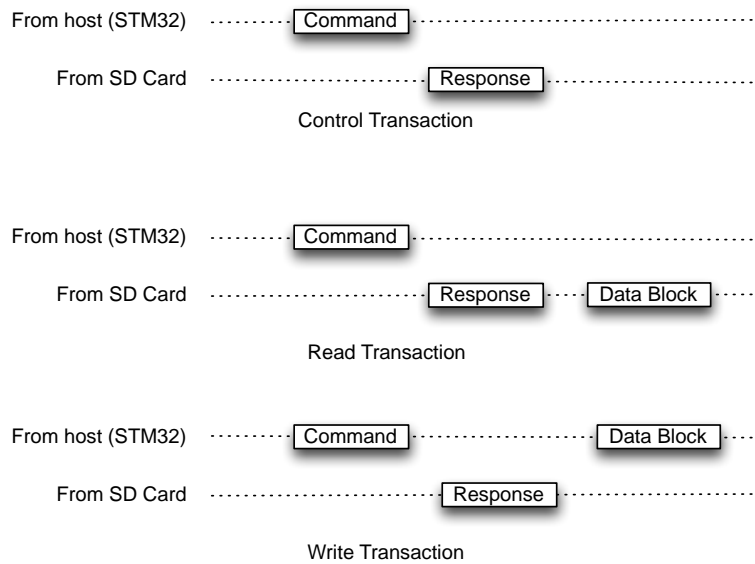 From host (STM32) Command
From SD Card Response
Control Transaction
From host (STM32) Command
From SD Card Response Data Block
Read Transaction
From host (STM32) Command Data Block
From SD Card Response
Write Transaction